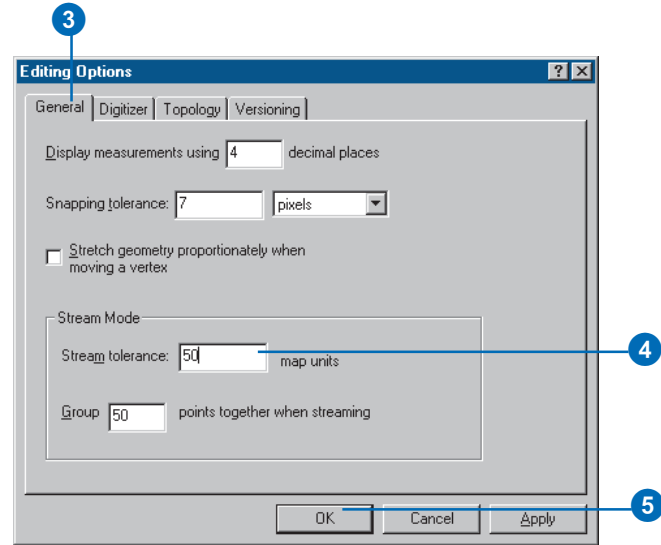 3
Editing Options
General Digitizer Topology Versioning
Display measurements using 4 decimal places
Snapping tolerance: 7 pixels
Stretch geometry proportionately when
moving a vertex
Stream Mode
Stream tolerance: 50 map units
4
Group 50 points together when streaming
OK Cancel Apply
5